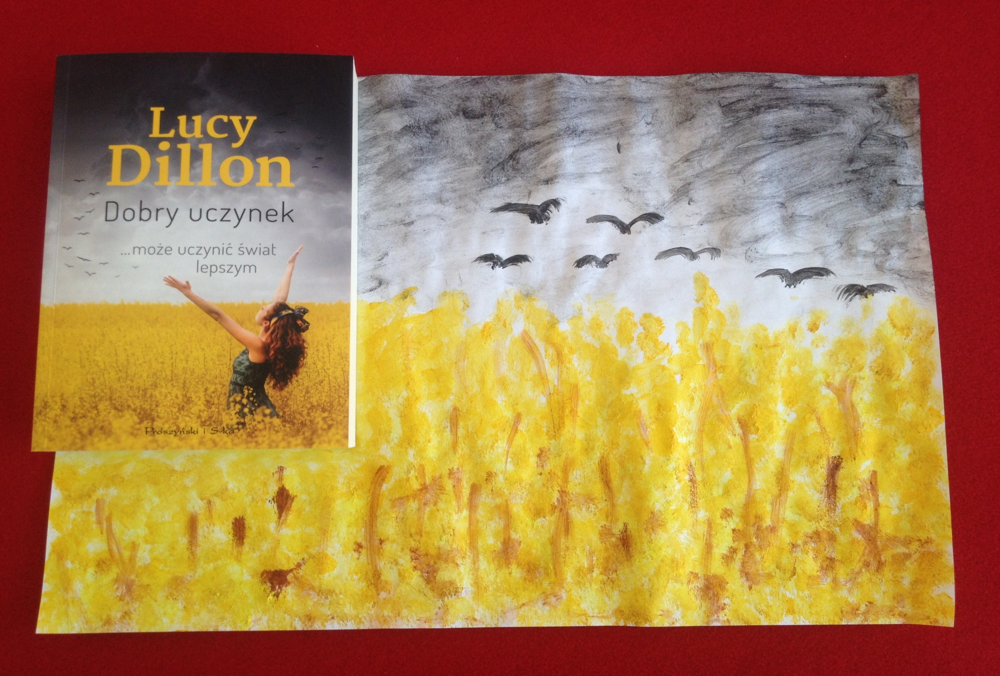 Lucy
Dillon
Dobry uczynek
...może uczynić świat
lepszym
Prószyński i S-ka